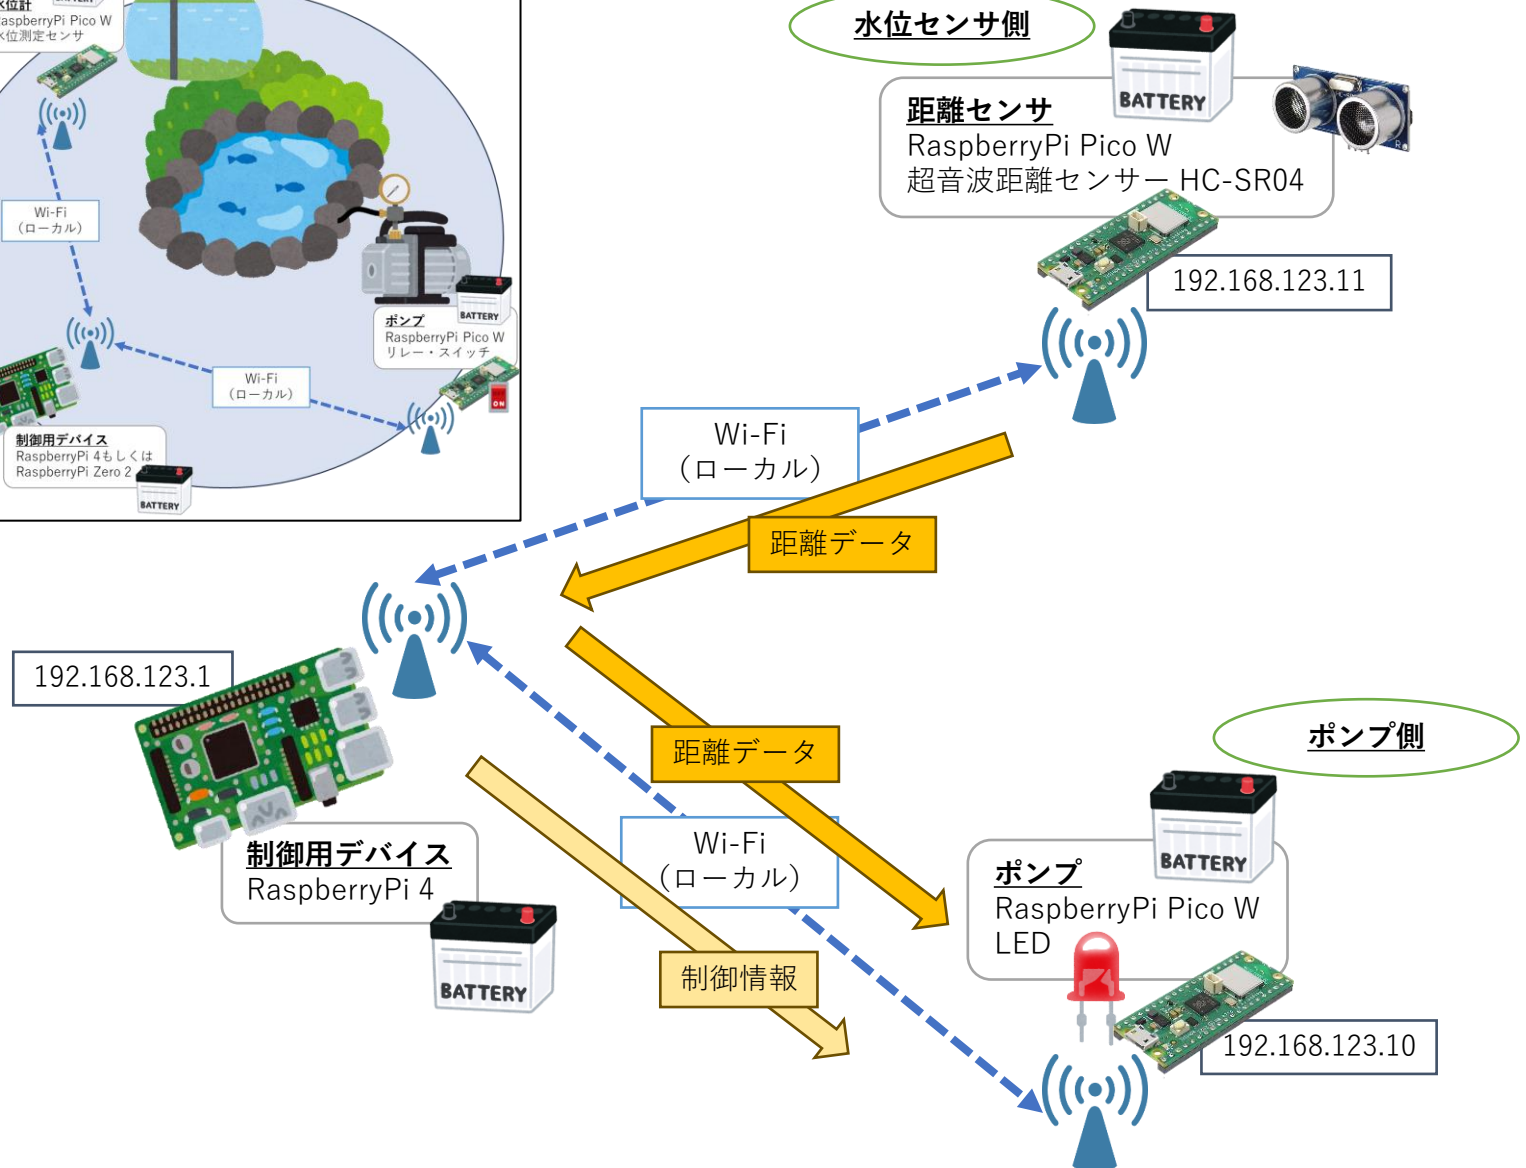 水位計
RaspberryPi Pico W
水位測定センサ
Wi-Fi
（ローカル）
BATTERY
ポンプ
RaspberryPi Pico W
リレー・スイッチ
ON
Wi-Fi
（ローカル）
制御用デバイス
RaspberryPi 4もしくは
RaspberryPi Zero 2
BATTERY
水位センサ側
BATTERY
距離センサ
RaspberryPi Pico W
超音波距離センサー HC-SR04
192.168.123.11
Wi-Fi
（ローカル）
距離データ
192.168.123.1
距離データ
ポンプ側
制御用デバイス
RaspberryPi 4
BATTERY
Wi-Fi
（ローカル）
BATTERY
ポンプ
RaspberryPi Pico W
LED
制御情報
192.168.123.10